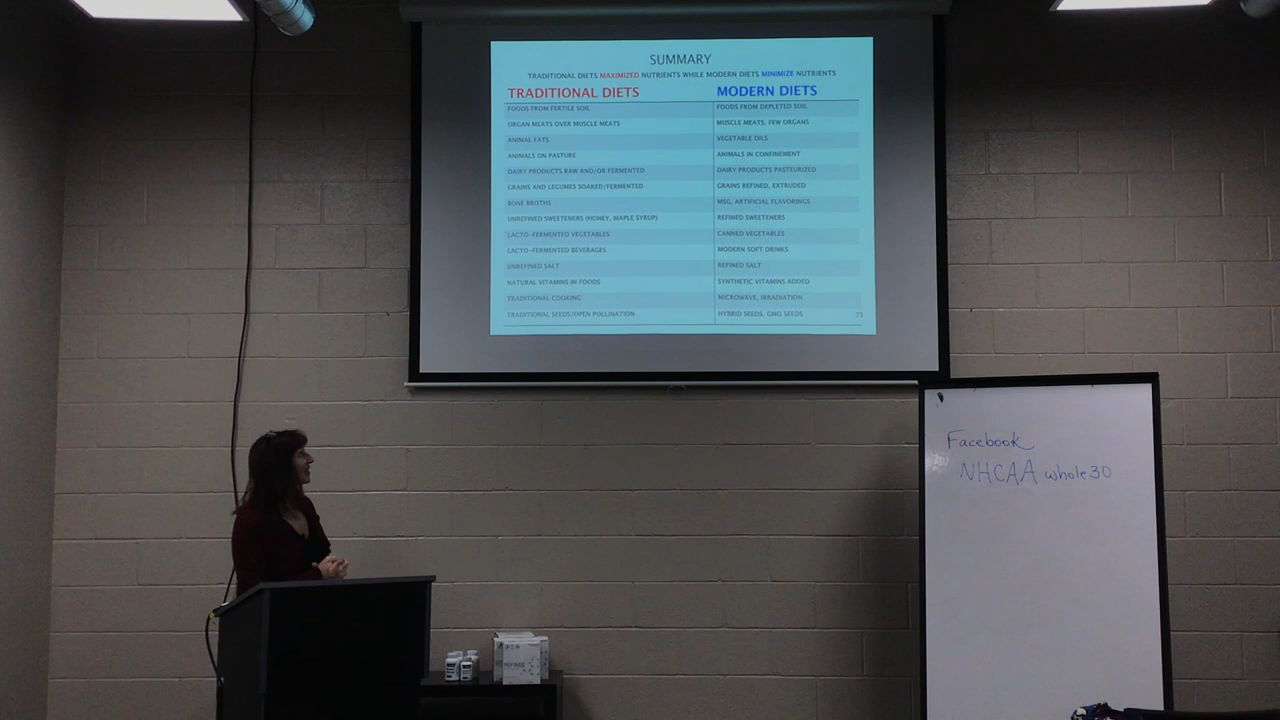 SUMMARY
TRADITIONAL DIETS MAXIMIZED NUTRIENTS WHILE MODERN DIETS MINIMIZE NUTRIENTS
TRADITIONAL DIETS MODERN DIETS
FOODS FROM FERTILE SOIL FOODS FROM DEPLETED SOIL
ORGAN MEATS OVER MUSCLE MEATS MUSCLE MEATS, FEW ORGANS
ANIMAL FATS VEGETABLE OILS
ANIMALS ON PASTURE ANIMALS IN CONFINEMENT
DAIRY PRODUCTS RAW AND/OR FERMENTED DAIRY PRODUCTS PASTEURIZED
GRAINS AND LEGUMES SOAKED/FERMENTED GRAINS REFINED, EXTRUDED
BONE BROTHS MSG, ARTIFICIAL FLAVORINGS
UNREFINED SWEETENERS (HONEY, MAPLE SYRUP) REFINED SWEETENERS
LACTO-FERMENTED VEGETABLES CANNED VEGETABLES
LACTO-FERMENTED BEVERAGES MODERN SOFT DRINKS
UNREFINED SALT REFINED SALT
NATURAL VITAMINS IN FOODS SYNTHETIC VITAMINS ADDED
TRADITIONAL COOKING MICROWAVE, IRRADIATION
TRADITIONAL SEEDS/OPEN POLLINATION HYBRID SEEDS, GMO SEEDS 73
Facebook
NHCAA whole30